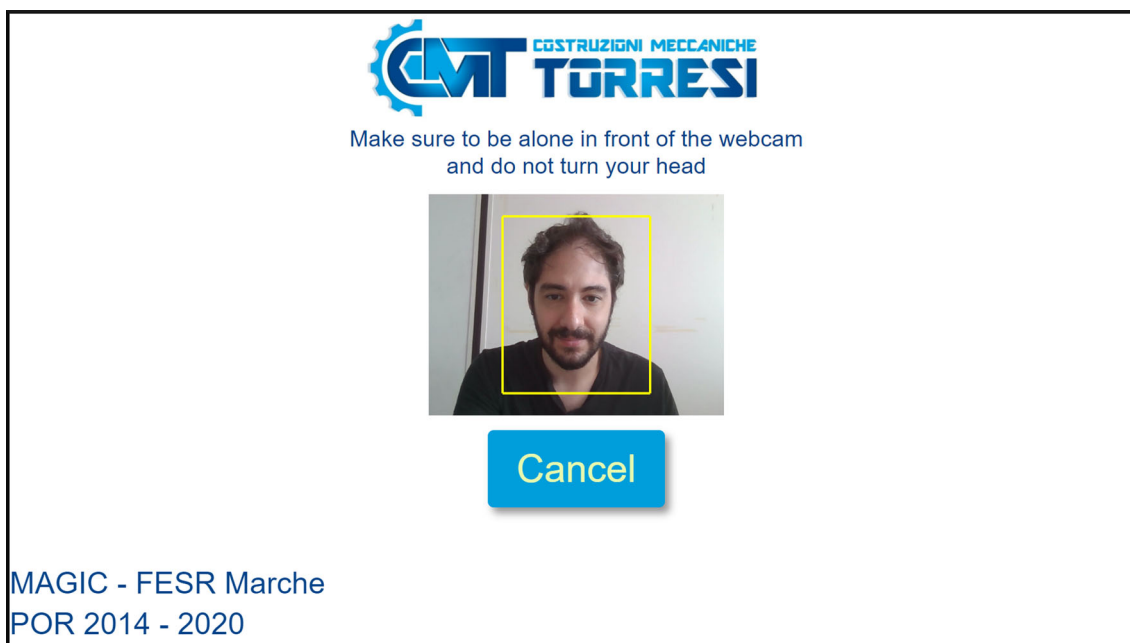 CMT COSTRUZIONI MECCANICHE
TORRESI
Make sure to be alone in front of the webcam
and do not turn your head
Cancel
MAGIC - FESR Marche
POR 2014 - 2020